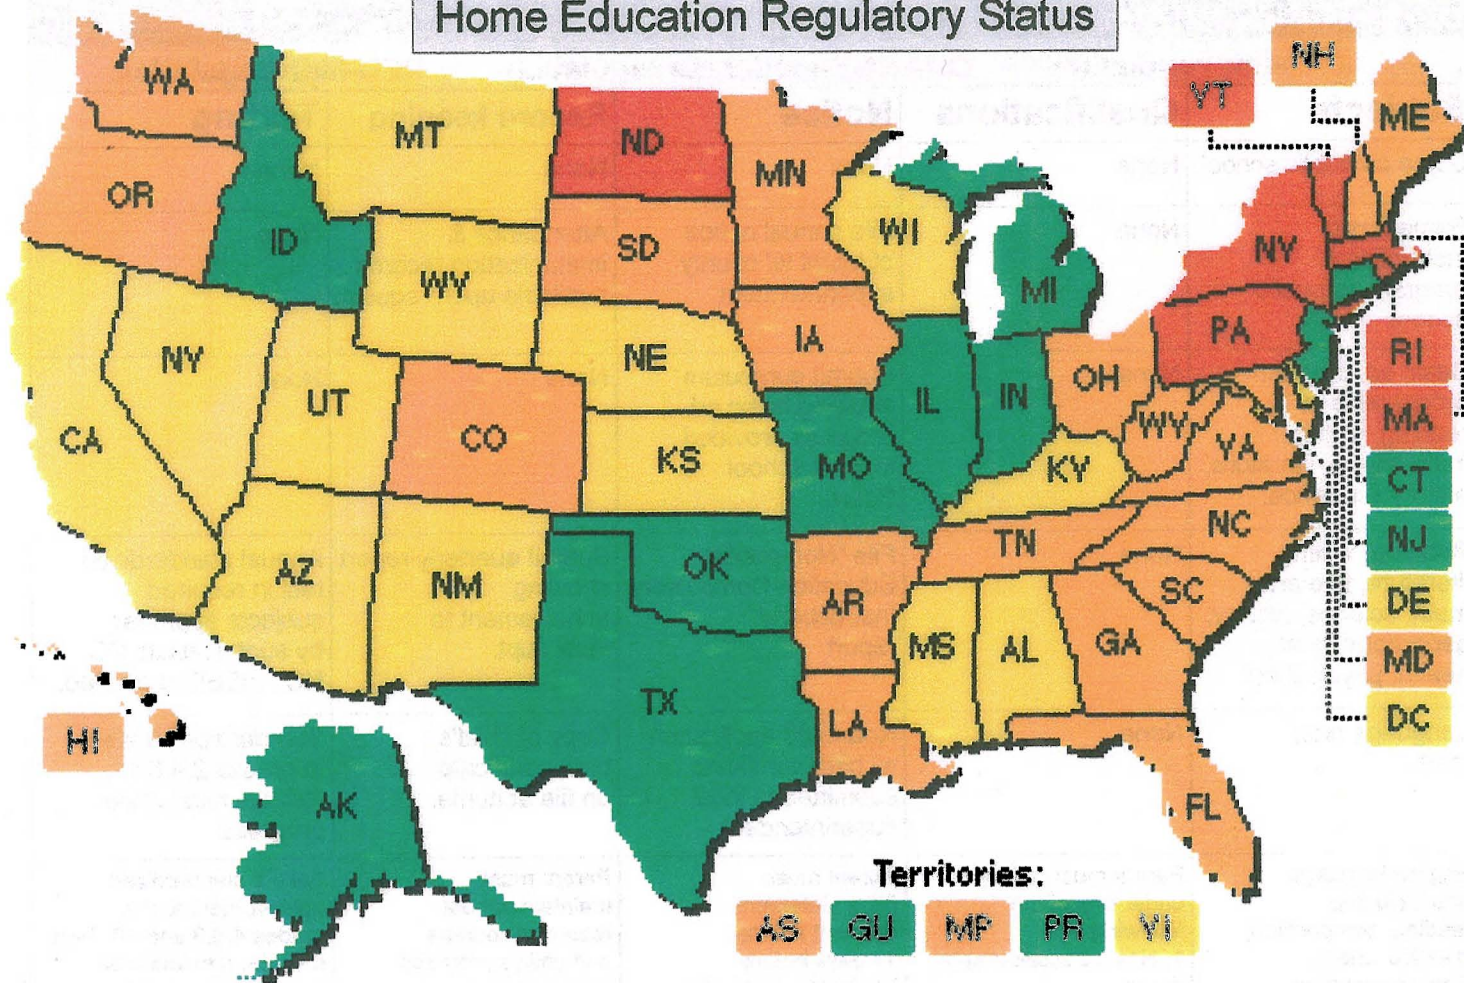 Home Education Regulatory Status
NH
VT
WA
ME
MT
ND
MN
OR
ID
SD
WI
NY
WY
MI
PA
NV
NE
IA
RI
UT
OH
CA
CO
IL
IN
MA
KS
MO
WV
VA
KY
CT
NC
AZ
NM
OK
TN
NJ
AR
SC
DE
MS
AL
GA
MD
TX
LA
DC
HI
AK
FL
Territories:
AS GU MP PR VI